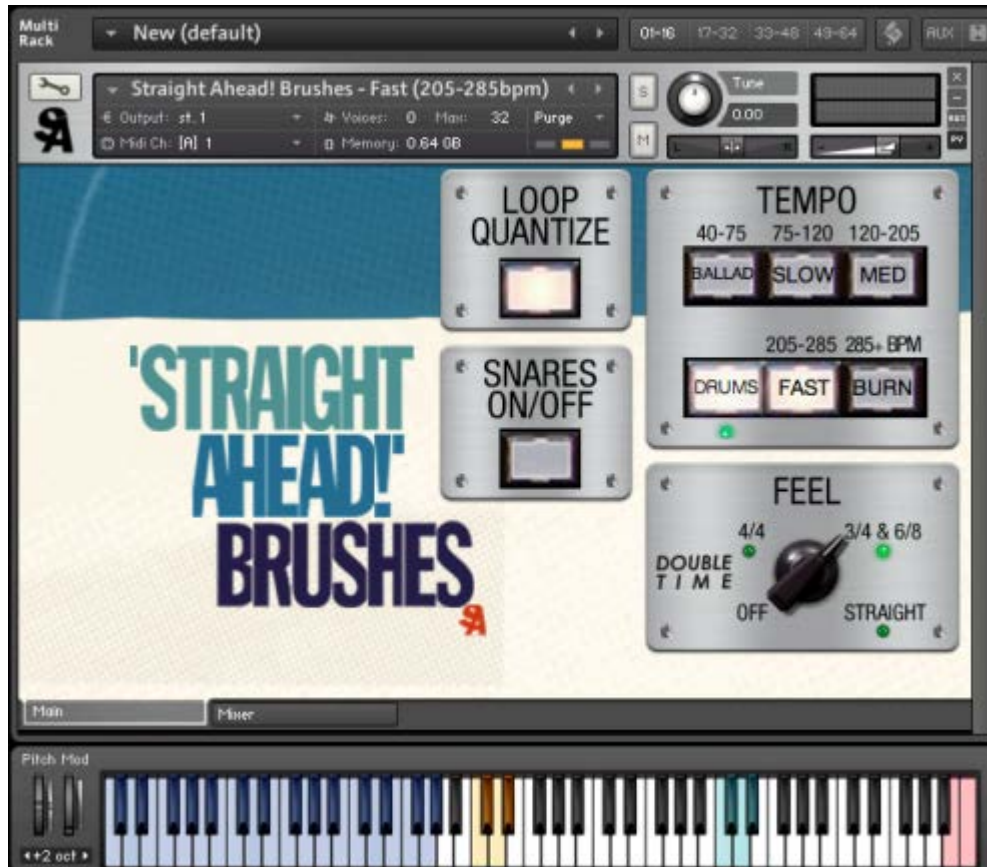 Multi
Rack
New (default)
01-16 17-32 33-48 49-64
AUX
Straight Ahead! Brushes - Fast (205-285bpm)
Output: st. 1
Voices: 0 Max: 32 Purge
Midi Ch: [A] 1
Memory: 0.64 GB
S
M
Tune
0.00
L R
LOOP
QUANTIZE
SNARES
ON/OFF
TEMPO
40-75 75-120 120-205
BALLAD SLOW MED
205-285 285+ BPM
DRUMS FAST BURN
FEEL
4/4 3/4 & 6/8
DOUBLE
TIME
OFF STRAIGHT
'STRAIGHT
AHEAD!'
BRUSHES
SA
Main Mixer
Pitch Mod
+2 oct